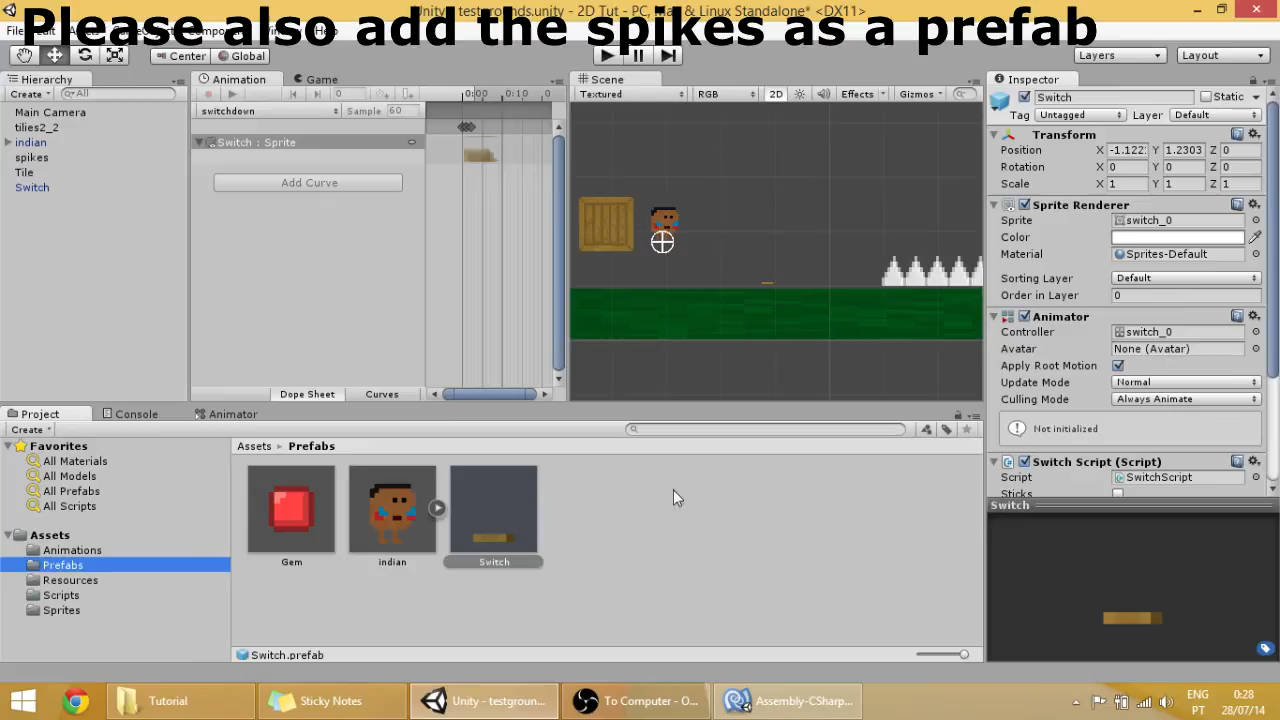 Please also add the spikes as a prefab
Unity - testgrounds.unity - 2D Tut - PC, Mac & Linux Standalone* <DX11>
Center
Global
Layers
Layout
Hierarchy
Create
All
Main Camera
tilies2_2
indian
spikes
Tile
Switch
Animation
Game
0
0:00
0:10
0
switchdown
Sample 60
Switch : Sprite
Add Curve
Dope Sheet
Curves
Scene
Textured
RGB
2D
Effects
Gizmos
All
Inspector
Switch
Static
Tag Untagged
Layer Default
Transform
Position X -1.122: Y 1.2303 Z 0
Rotation X 0 Y 0 Z 0
Scale X 1 Y 1 Z 1
Sprite Renderer
Sprite switch_0
Color
Material Sprites-Default
Sorting Layer Default
Order in Layer 0
Animator
Controller switch_0
Avatar None (Avatar)
Apply Root Motion
Update Mode Normal
Culling Mode Always Animate
Not initialized
Switch Script (Script)
Script SwitchScript
Sticks
Switch
Project
Console
Animator
Create
Favorites
All Materials
All Models
All Prefabs
All Scripts
Assets
Animations
Prefabs
Resources
Scripts
Sprites
Assets Prefabs
Gem
indian
Switch
Switch.prefab
Tutorial
Sticky Notes
Unity - testgroun...
To Computer - O...
Assembly-CSharp...
ENG
PT
0:28
28/07/14